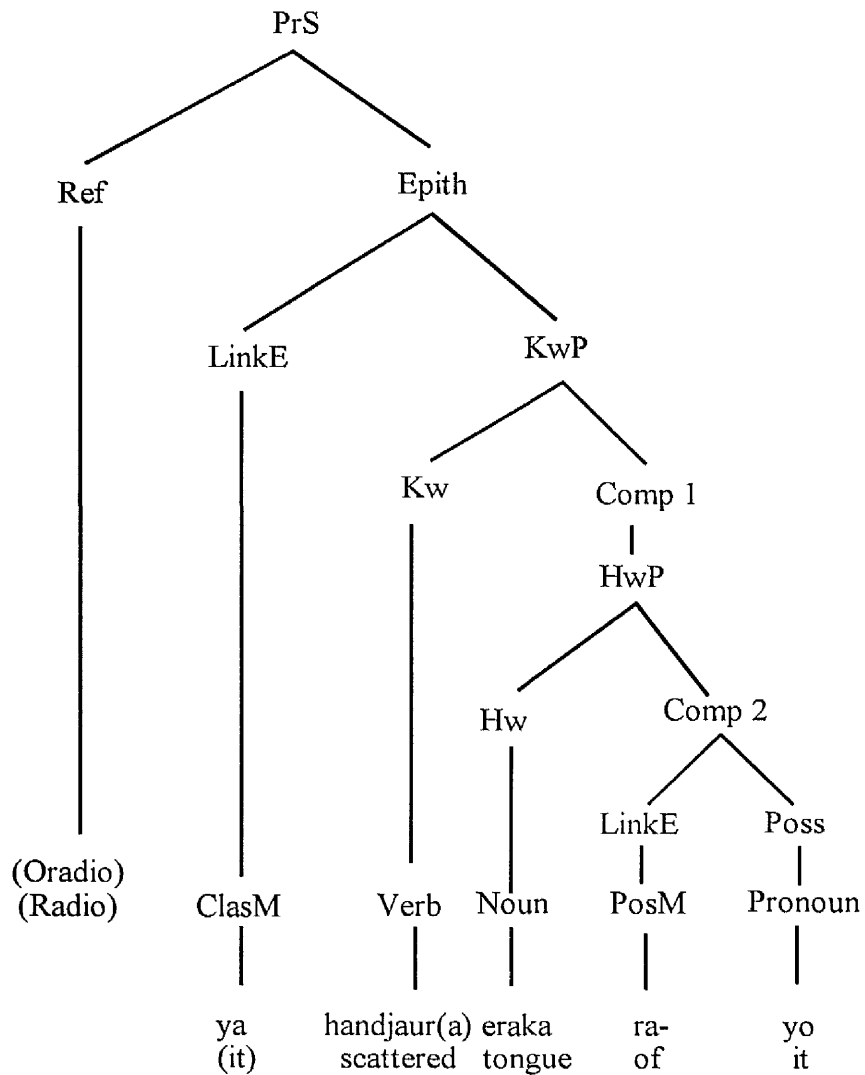 PrS
Ref Epith
LinkE KwP
Kw Comp 1
HwP
Hw Comp 2
LinkE Poss
(Oradio)
(Radio) ClasM Verb Noun PosM Pronoun
ya handjaur(a) eraka ra- yo
(it) scattered tongue of it